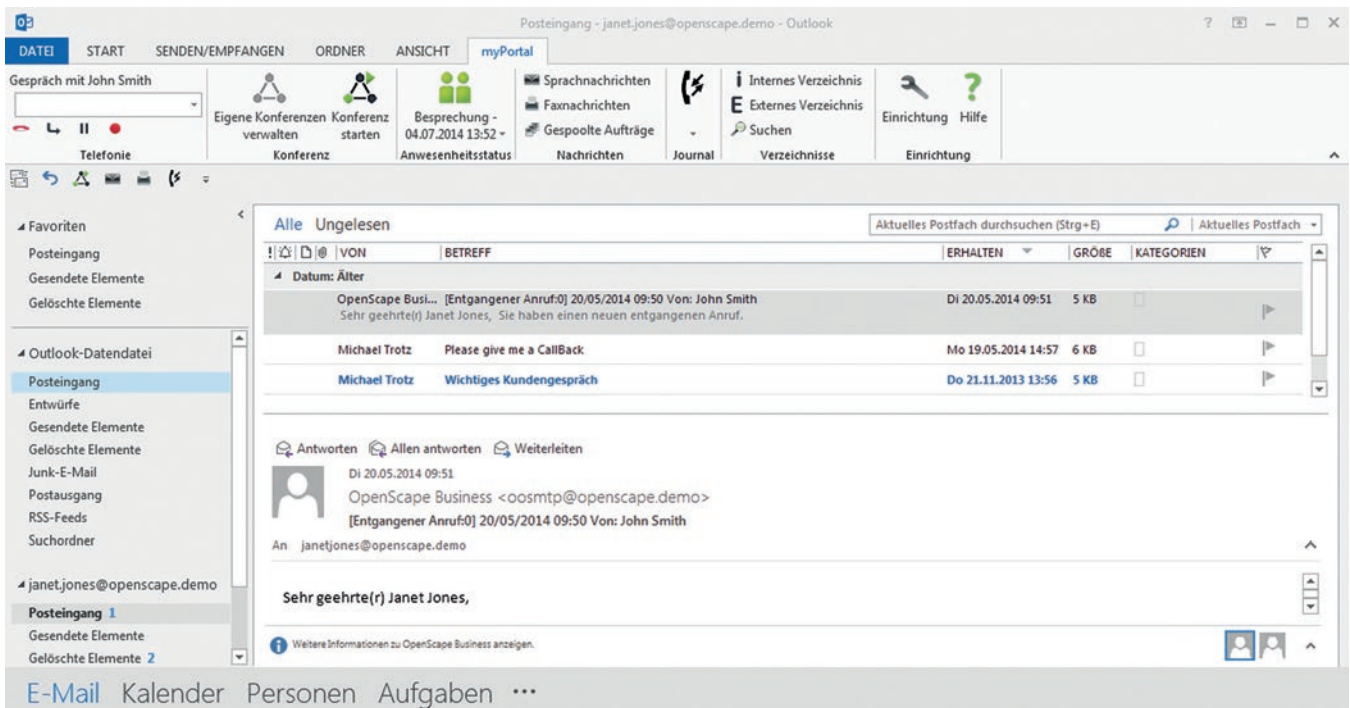 Posteingang - janet.jones@openscape.demo - Outlook
DATEI START SENDEN/EMPFANGEN ORDNER ANSICHT myPortal
Gespräch mit John Smith
Eigene Konferenzen verwalten
Konferenz starten
Besprechung - 04.07.2014 13:52
Sprachnachrichten
Faxnachrichten
Gespoolte Aufträge
Internes Verzeichnis
Externes Verzeichnis
Suchen
Einrichtung Hilfe
Telefonie Konferenz Anwesenheitsstatus Nachrichten Journal Verzeichnisse Einrichtung
Favoriten
Posteingang
Gesendete Elemente
Gelöschte Elemente
Outlook-Datendatei
Posteingang
Entwürfe
Gesendete Elemente
Gelöschte Elemente
Junk-E-Mail
Postausgang
RSS-Feeds
Suchordner
janet.jones@openscape.demo
Posteingang 1
Gesendete Elemente
Gelöschte Elemente 2
Alle Ungelesen
Aktuelles Postfach durchsuchen (Strg+E) Aktuelles Postfach
VON BETREFF ERHALTEN GRÖßE KATEGORIEN
Datum: Älter
OpenScape Busi... [Entgangener Anruf:0] 20/05/2014 09:50 Von: John Smith Di 20.05.2014 09:51 5 KB
Sehr geehrte(r) Janet Jones, Sie haben einen neuen entgangenen Anruf.
Michael Trotz Please give me a CallBack Mo 19.05.2014 14:57 6 KB
Michael Trotz Wichtiges Kundengespräch Do 21.11.2013 13:56 5 KB
Antworten Allen antworten Weiterleiten
Di 20.05.2014 09:51
OpenScape Business <oosmtp@openscape.demo>
[Entgangener Anruf:0] 20/05/2014 09:50 Von: John Smith
An janetjones@openscape.demo
Sehr geehrte(r) Janet Jones,
Weitere Informationen zu OpenScape Business anzeigen.
E-Mail Kalender Personen Aufgaben •••